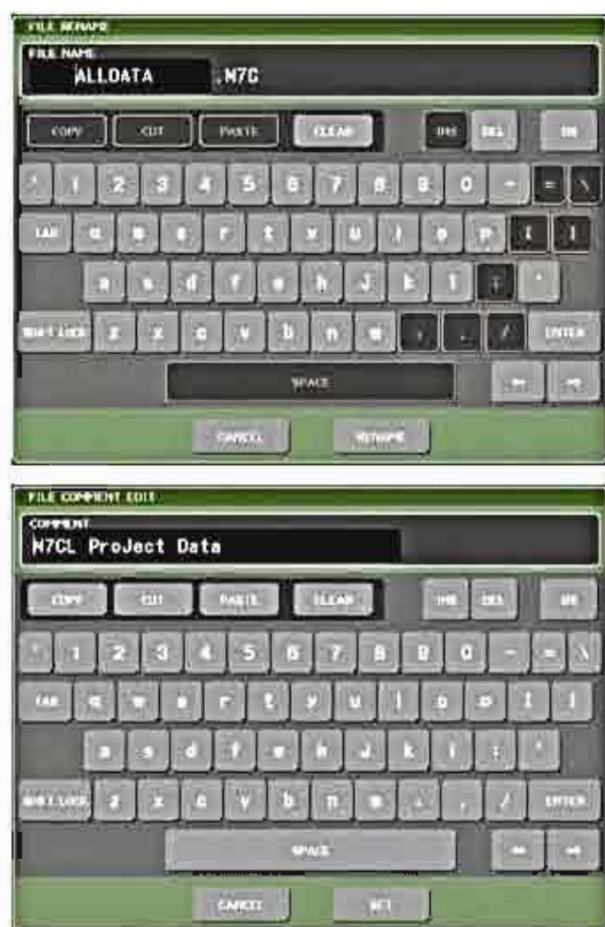 FILE RENAME
FILE NAME
ALLDATA .M7C
COPY CUT PASTE CLEAR INS DEL BS
1 2 3 4 5 6 7 8 9 0 - = \
TAB q w e r t y u i o p [ ]
a s d f g h j k l ; '
SHIFT LOCK z x c v b n m , . / ENTER
SPACE ← →
CANCEL RENAME
FILE COMMENT EDIT
COMMENT
M7CL ProJect Data
COPY CUT PASTE CLEAR INS DEL BS
1 2 3 4 5 6 7 8 9 0 - = \
TAB q w e r t y u i o p [ ]
a s d f g h j k l ; '
SHIFT LOCK z x c v b n m , . / ENTER
SPACE ← →
CANCEL SET